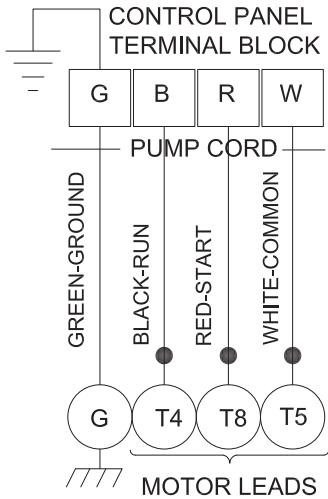 CONTROL PANEL
TERMINAL BLOCK
G B R W
PUMP CORD
GREEN-GROUND
BLACK-RUN
RED-START
WHITE-COMMON
G T4 T8 T5
MOTOR LEADS